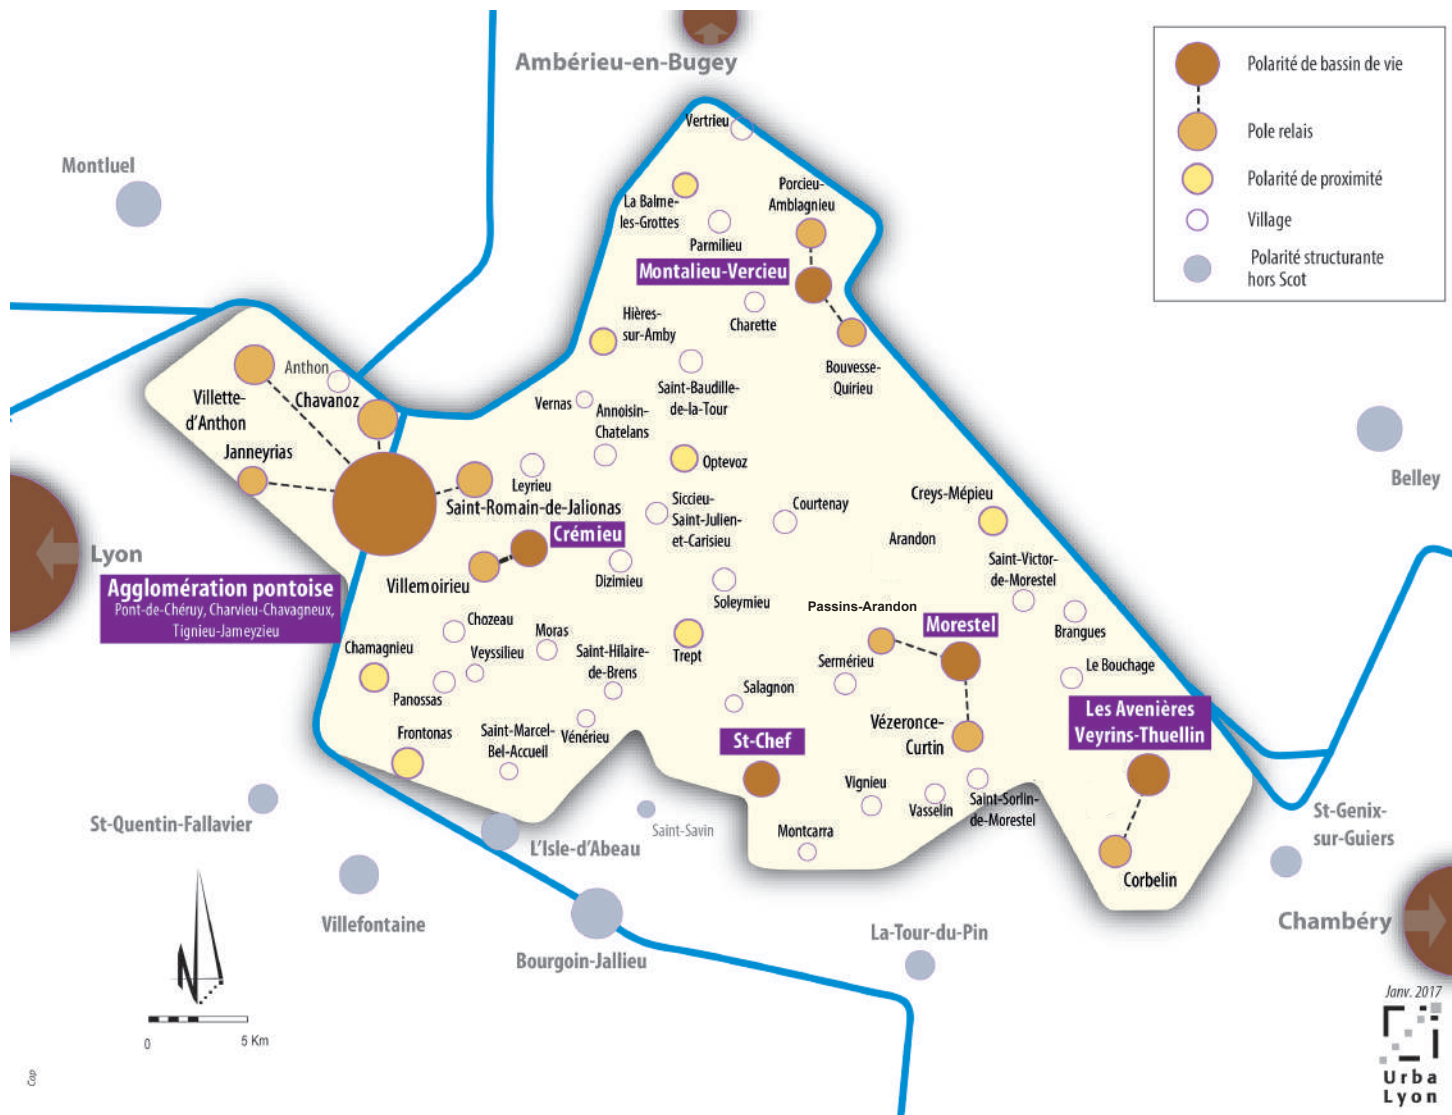 Ambérieu-en-Bugey
Polarité de bassin de vie
Pole relais
Polarité de proximité
Village
Polarité structurante
hors Scot
Montluel
Vertrieu
La Balme-
les-Grottes
Porcieu-
Amblagnieu
Parmilieu
Montalieu-Vercieu
Charette
Hières-
sur-Amby
Bouvesse-
Quirieu
Saint-Baudille-
de-la-Tour
Anthon
Chavanoz
Villette-
d'Anthon
Janneyrias
Vernas
Annoisin-
Chatelans
Leyrieu
Optevoz
Belley
Saint-Romain-de-Jalionas
Siccieu-
Saint-Julien-
et-Carisieu
Courtenay
Creys-Mépieu
Arandon
Crémieu
Lyon
Agglomération pontoise
Pont-de-Chéruy, Charvieu-Chavagneux,
Tignieu-Jameyzieu
Villemoirieu
Dizimieu
Soleymieu
Saint-Victor-
de-Morestel
Passins-Arandon
Morestel
Brangues
Chozeau
Moras
Veyssilieu
Saint-Hilaire-
de-Brens
Trept
Sermérieu
Le Bouchage
Chamagnieu
Panossas
Salagnon
Les Avenières
Veyrins-Thuellin
Frontonas
Saint-Marcel-
Bel-Accueil
Vénérieu
St-Chef
Vézeronce-
Curtin
Vignieu
Vasselin
Saint-Sorlin-
de-Morestel
Montcarra
Corbelin
St-Quentin-Fallavier
L'Isle-d'Abeau
Saint-Savin
St-Genix-
sur-Guiers
Villefontaine
Bourgoin-Jallieu
La-Tour-du-Pin
Chambéry
N
0
5 Km
Cap
Janv. 2017
Urba
Lyon